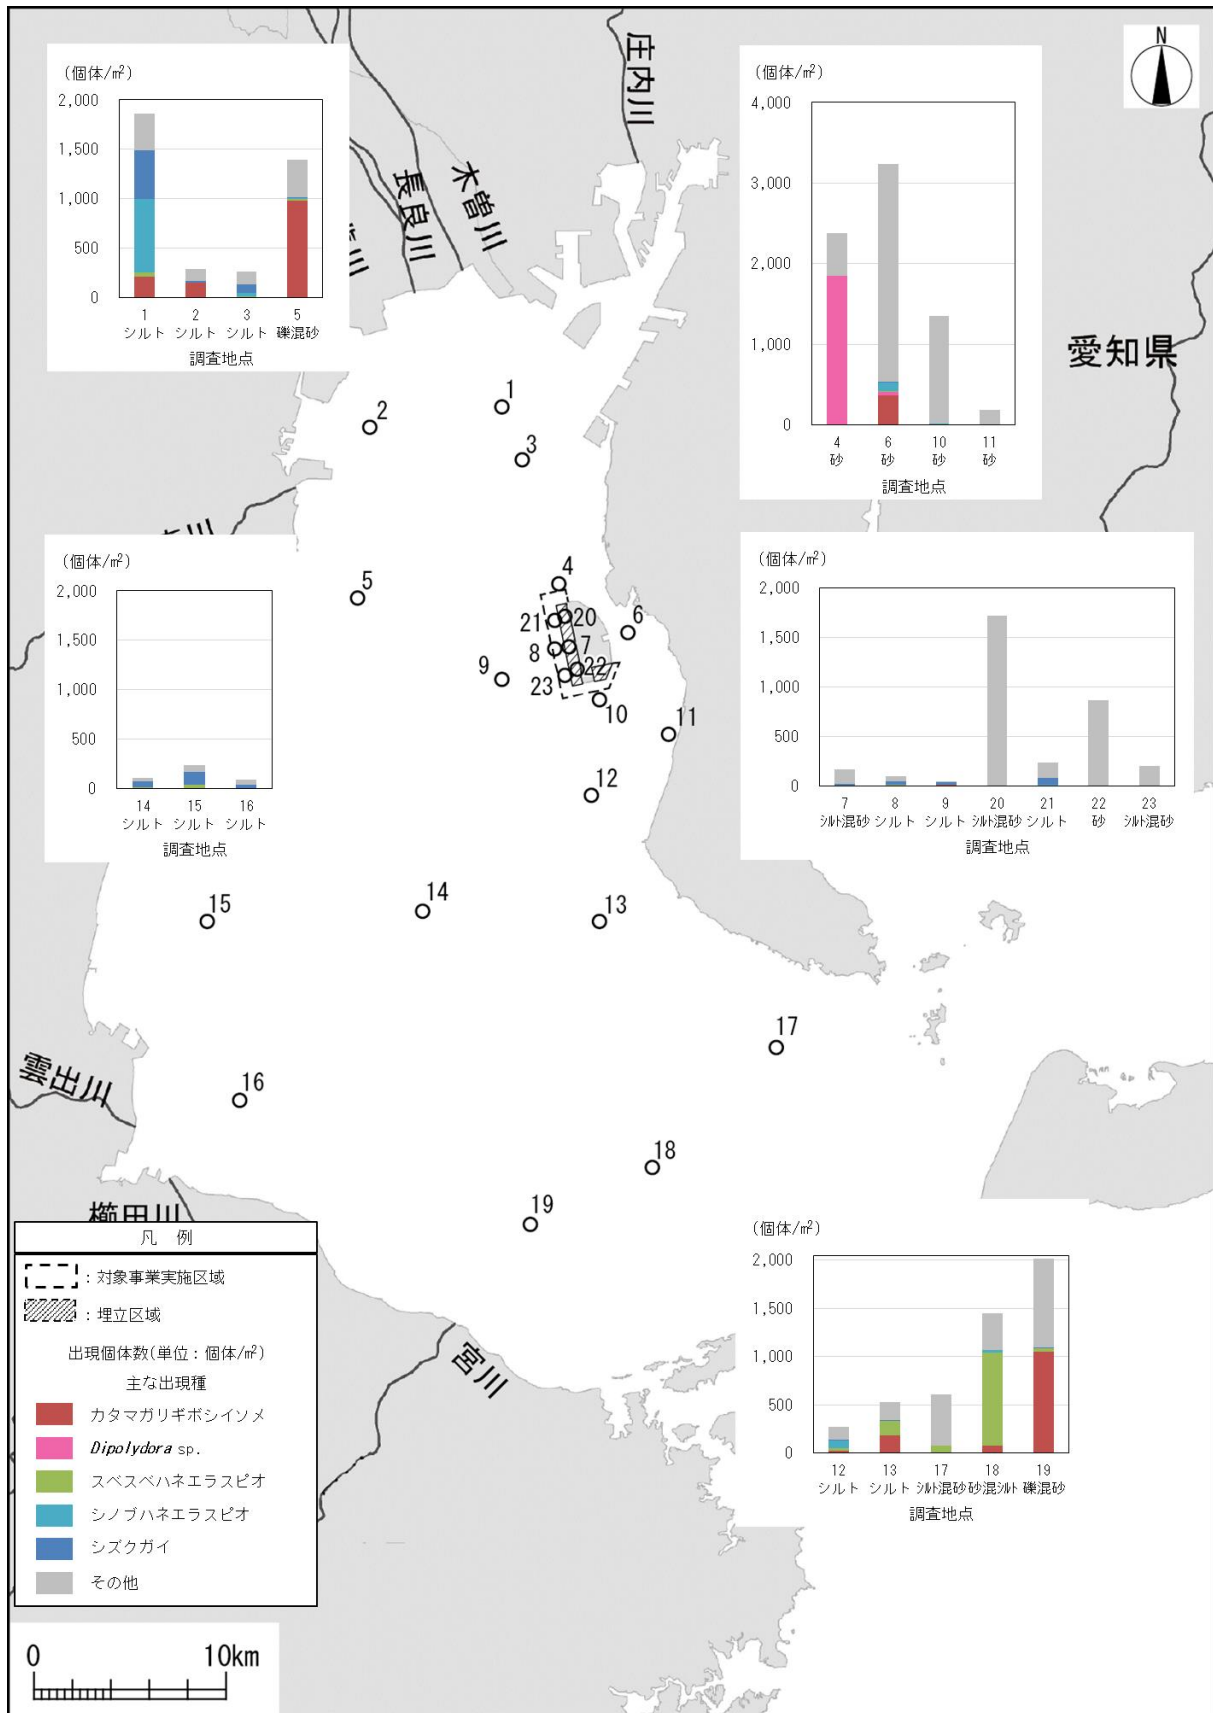 (個体/㎡)
2,000
1,500
1,000
500
0
1 2 3 5
シルト シルト シルト 礫混砂
調査地点
庄内川
木曽川
長良川
(個体/㎡)
4,000
3,000
2,000
1,000
0
4 6 10 11
砂 砂 砂 砂
調査地点
N
愛知県
1
2
3
4
5
6
20
21
7
8
22
9
23
10
11
12
(個体/㎡)
2,000
1,500
1,000
500
0
14 15 16
シルト シルト シルト
調査地点
(個体/㎡)
2,000
1,500
1,000
500
0
7 8 9 20 21 22 23
シルト混砂 シルト シルト シルト混砂 シルト 砂 シルト混砂
調査地点
14
15
13
17
16
18
19
雲出川
櫛田川
宮川
(個体/㎡)
2,000
1,500
1,000
500
0
12 13 17 18 19
シルト シルト シルト混砂 砂混シルト 礫混砂
調査地点
凡 例
:対象事業実施区域
:埋立区域
出現個体数(単位:個体/㎡)
主な出現種
カタマガリギボシイソメ
Dipolydora sp.
スベスベハネエラスピオ
シノブハネエラスピオ
シズクガイ
その他
0 10km